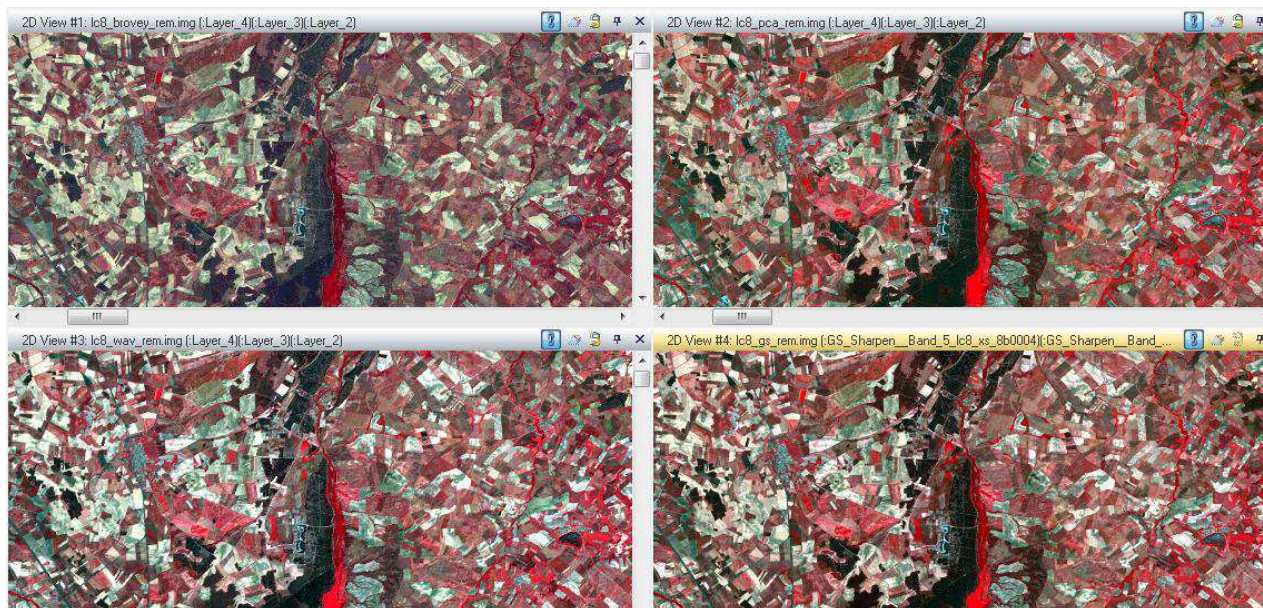 2D View #1: lc8_brovey_rem.img (:Layer_4)(:Layer_3)(:Layer_2)
2D View #2: lc8_pca_rem.img (:Layer_4)(:Layer_3)(:Layer_2)
2D View #3: lc8_wav_rem.img (:Layer_4)(:Layer_3)(:Layer_2)
2D View #4: lc8_gs_rem.img (:GS_Sharpen__Band_5_lc8_xs_8b0004)(:GS_Sharpen__Band_...